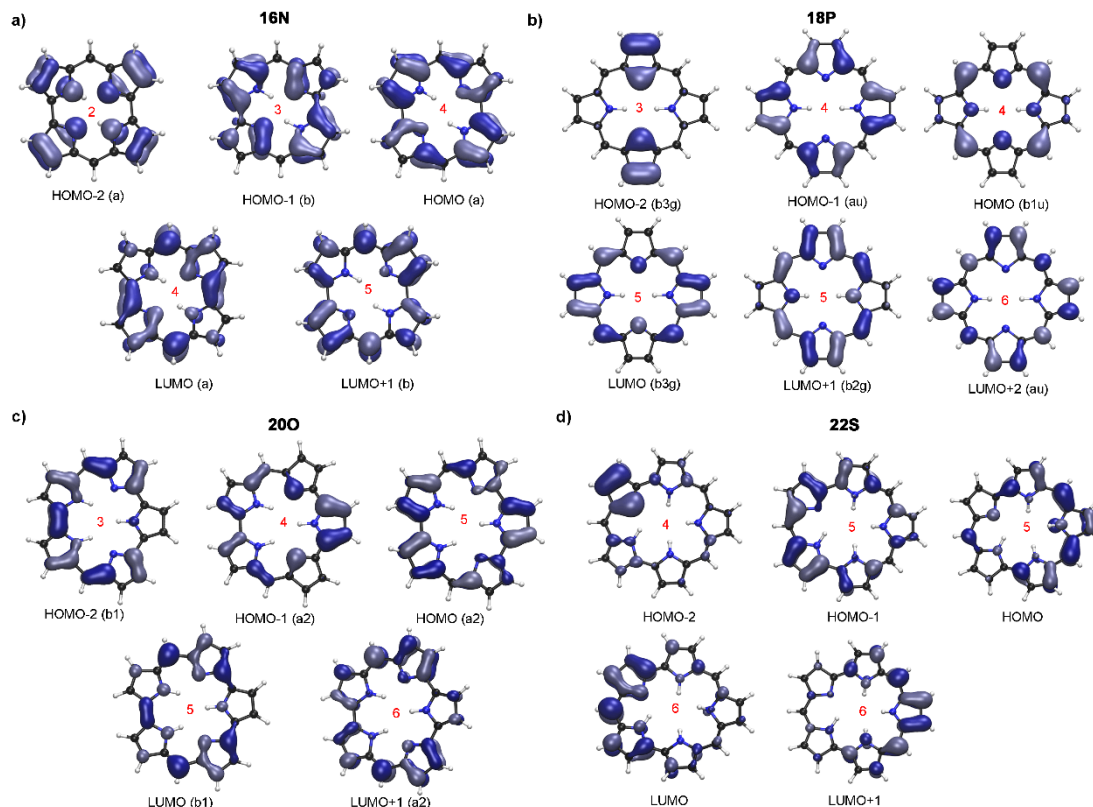 a) 16N
2 3 4
HOMO-2 (a) HOMO-1 (b) HOMO (a)
4 5
LUMO (a) LUMO+1 (b)
b) 18P
3 4 4
HOMO-2 (b3g) HOMO-1 (au) HOMO (b1u)
5 5 6
LUMO (b3g) LUMO+1 (b2g) LUMO+2 (au)
c) 20O
3 4 5
HOMO-2 (b1) HOMO-1 (a2) HOMO (a2)
5 6
LUMO (b1) LUMO+1 (a2)
d) 22S
4 5 5
HOMO-2 HOMO-1 HOMO
6 6
LUMO LUMO+1